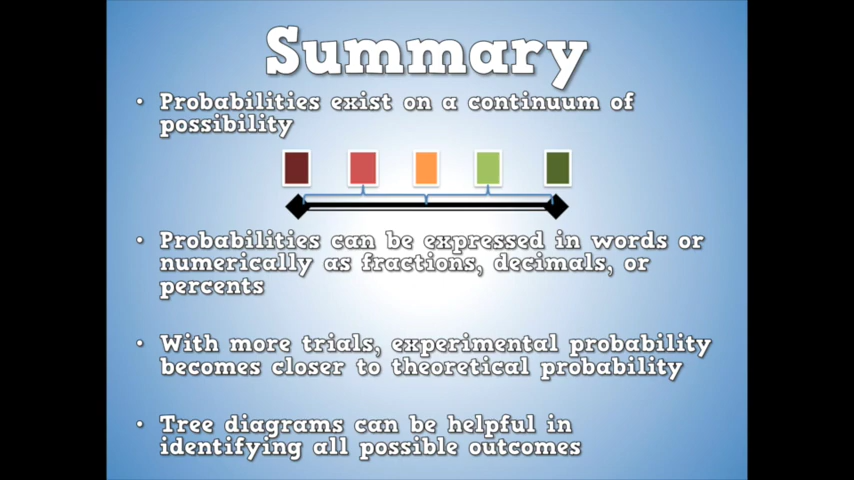 Summary
• Probabilities exist on a continuum of
possibility
• Probabilities can be expressed in words or
numerically as fractions, decimals, or
percents
• With more trials, experimental probability
becomes closer to theoretical probability
• Tree diagrams can be helpful in
identifying all possible outcomes